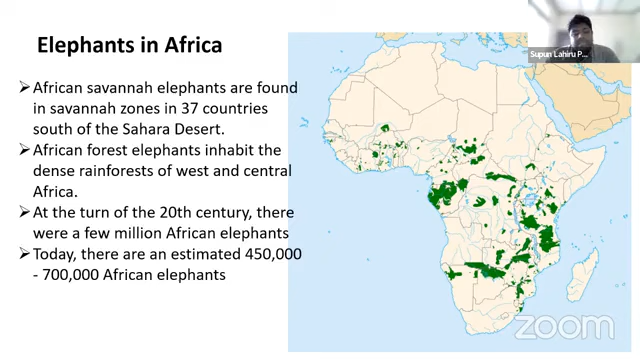 Elephants in Africa
Supun Lahiru P...
➢African savannah elephants are found
in savannah zones in 37 countries
south of the Sahara Desert.
➢African forest elephants inhabit the
dense rainforests of west and central
Africa.
➢At the turn of the 20th century, there
were a few million African elephants
➢Today, there are an estimated 450,000
- 700,000 African elephants
zoom